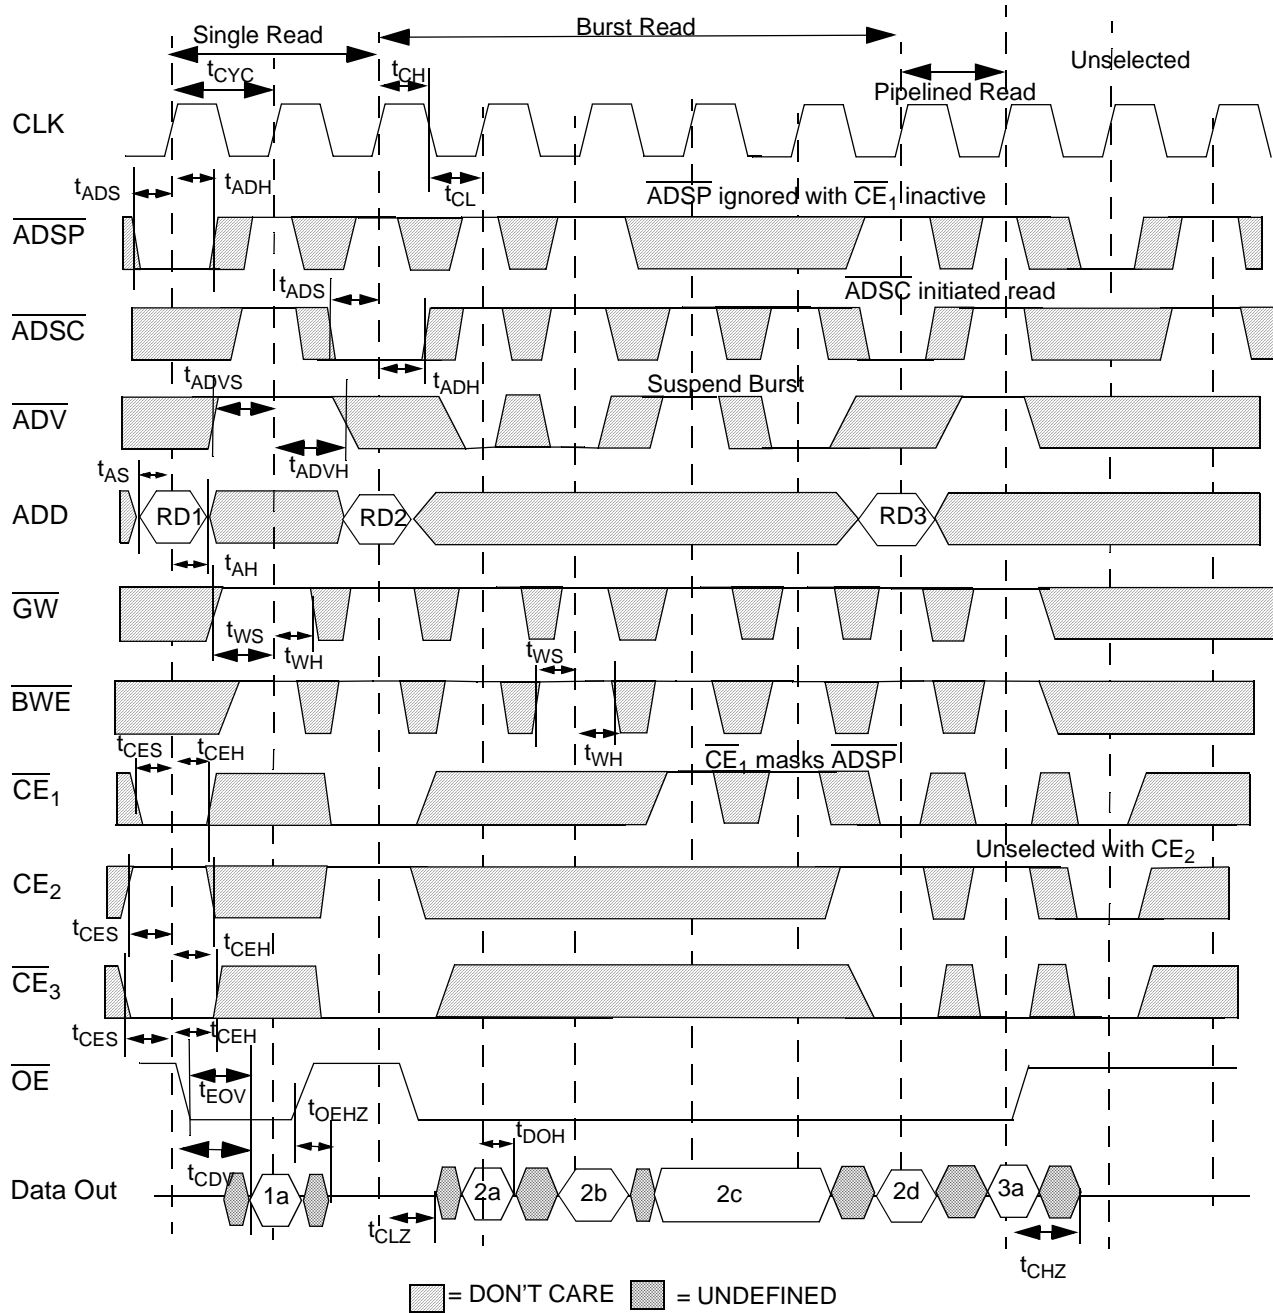 Single Read
Burst Read
Unselected
tCYC
tCH
Pipelined Read
CLK
tADS
tADH
tCL
ADSP ignored with CE1 inactive
ADSP
tADS
ADSC initiated read
ADSC
tADVS
tADH
Suspend Burst
ADV
tADVH
tAS
ADD
RD1
RD2
RD3
tAH
GW
tWS
tWH
tWS
BWE
tCES
tCEH
tWH
CE1 masks ADSP
CE1
Unselected with CE2
CE2
tCES
tCEH
CE3
tCES
tCEH
OE
tEOV
tOEHZ
tDOH
tCDV
Data Out
1a
2a
2b
2c
2d
3a
tCLZ
tCHZ
= DON'T CARE
= UNDEFINED